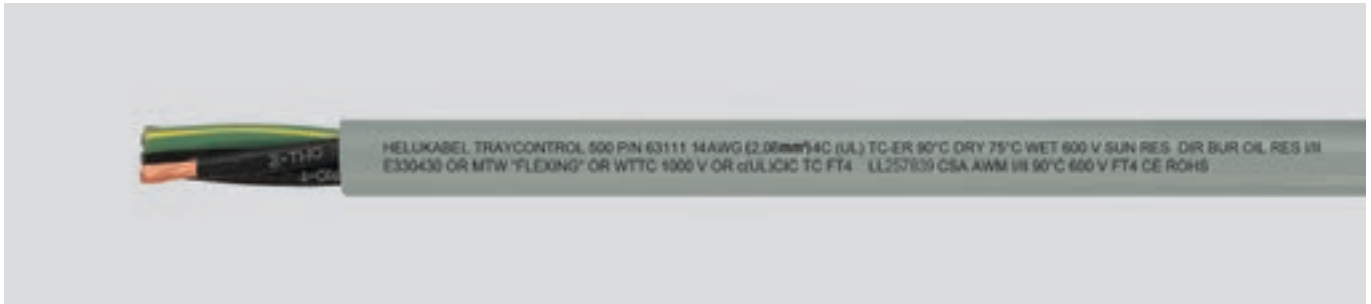 HELUKABEL TRAYCONTROL 500 P/N 63111 14AWG (2.08mm²)4C (UL) TC-ER 90°C DRY 75°C WET 600 V SUN RES DIR BUR OIL RES I/II
E330430 OR MTW "FLEXING" OR WTTC 1000 V OR c(UL)CIC TC FT4 LL257839 CSA AWM I/II 90°C 600 V FT4 CE ROHS